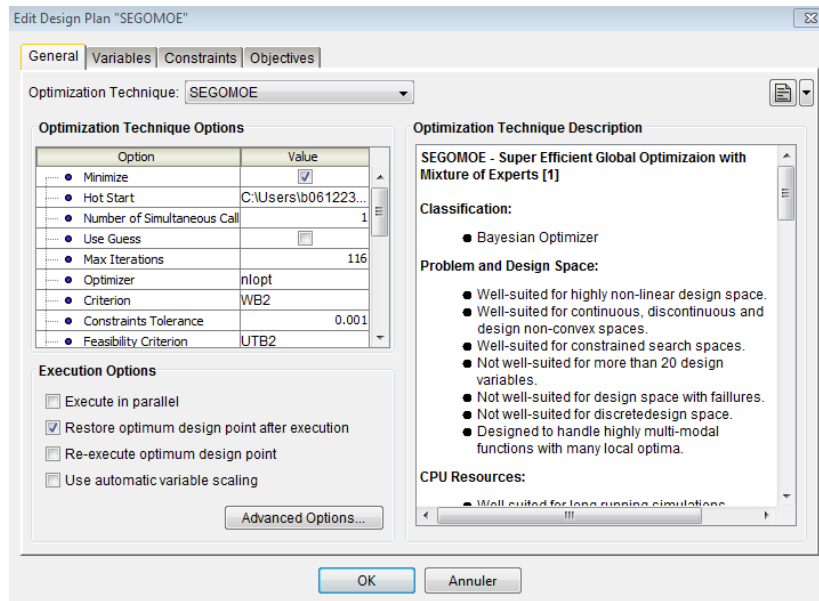 Edit Design Plan "SEGOMOE"
General Variables Constraints Objectives
Optimization Technique: SEGOMOE
Optimization Technique Options
Option Value
Minimize
Hot Start C:\Users\b061223...
Number of Simultaneous Call 1
Use Guess
Max Iterations 116
Optimizer nlopt
Criterion WB2
Constraints Tolerance 0.001
Feasibility Criterion UTB2
Execution Options
Execute in parallel
Restore optimum design point after execution
Re-execute optimum design point
Use automatic variable scaling
Advanced Options...
Optimization Technique Description
SEGOMOE - Super Efficient Global Optimizaion with
Mixture of Experts [1]
Classification:
Bayesian Optimizer
Problem and Design Space:
Well-suited for highly non-linear design space.
Well-suited for continuous, discontinuous and
design non-convex spaces.
Well-suited for constrained search spaces.
Not well-suited for more than 20 design
variables.
Not well-suited for design space with faillures.
Not well-suited for discretedesign space.
Designed to handle highly multi-modal
functions with many local optima.
CPU Resources:
Well suited for long running simulations
OK Annuler